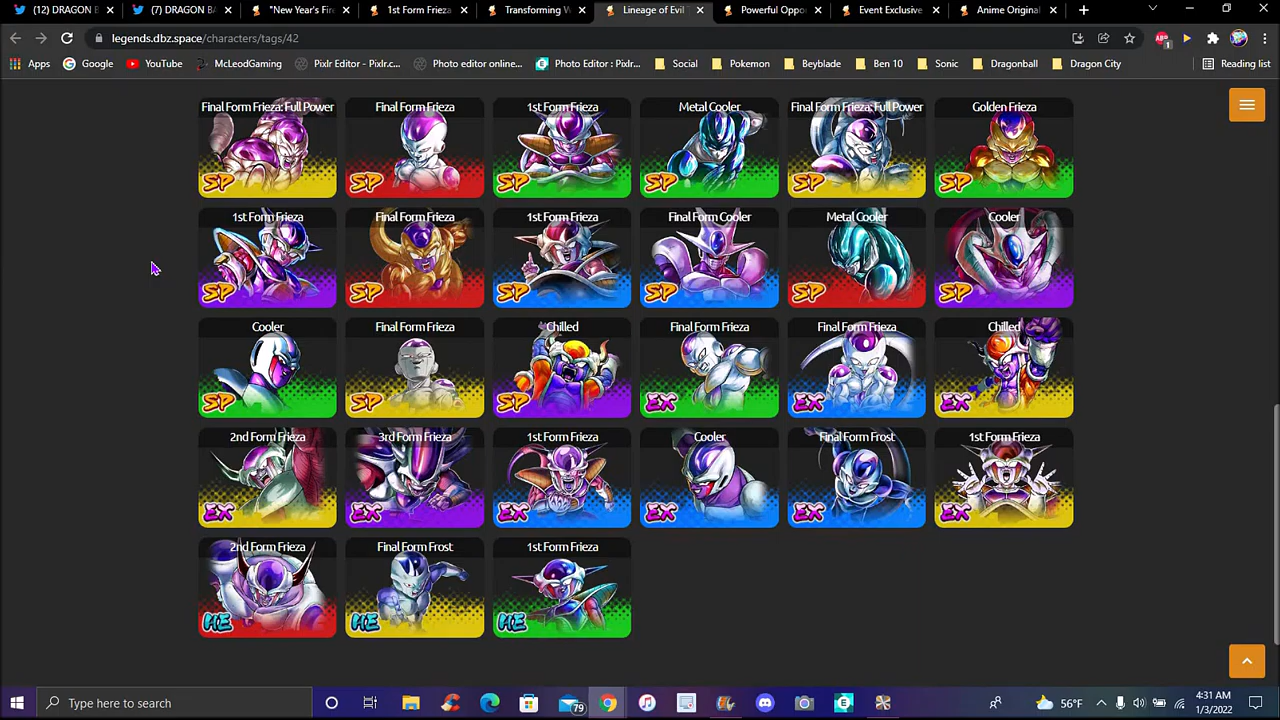 (12) DRAGON B
(7) DRAGON BA
"New Year's Fire
1st Form Frieza
Transforming W
Lineage of Evil
Powerful Oppo
Event Exclusive
Anime Original
legends.dbz.space/characters/tags/42
Apps
Google
YouTube
McLeodGaming
Pixlr Editor - Pixlr.c...
Photo editor online...
Photo Editor : Pixlr...
Social
Pokemon
Beyblade
Ben 10
Sonic
Dragonball
Dragon City
Reading list
Final Form Frieza: Full Power
Final Form Frieza
1st Form Frieza
Metal Cooler
Final Form Frieza: Full Power
Golden Frieza
SP
SP
SP
SP
SP
SP
1st Form Frieza
Final Form Frieza
1st Form Frieza
Final Form Cooler
Metal Cooler
Cooler
SP
SP
SP
SP
SP
SP
Cooler
Final Form Frieza
Chilled
Final Form Frieza
Final Form Frieza
Chilled
SP
SP
SP
EX
EX
EX
2nd Form Frieza
3rd Form Frieza
1st Form Frieza
Cooler
Final Form Frost
1st Form Frieza
EX
EX
EX
EX
EX
EX
2nd Form Frieza
Final Form Frost
1st Form Frieza
HE
HE
HE
Type here to search
79
56°F
4:31 AM
1/3/2022